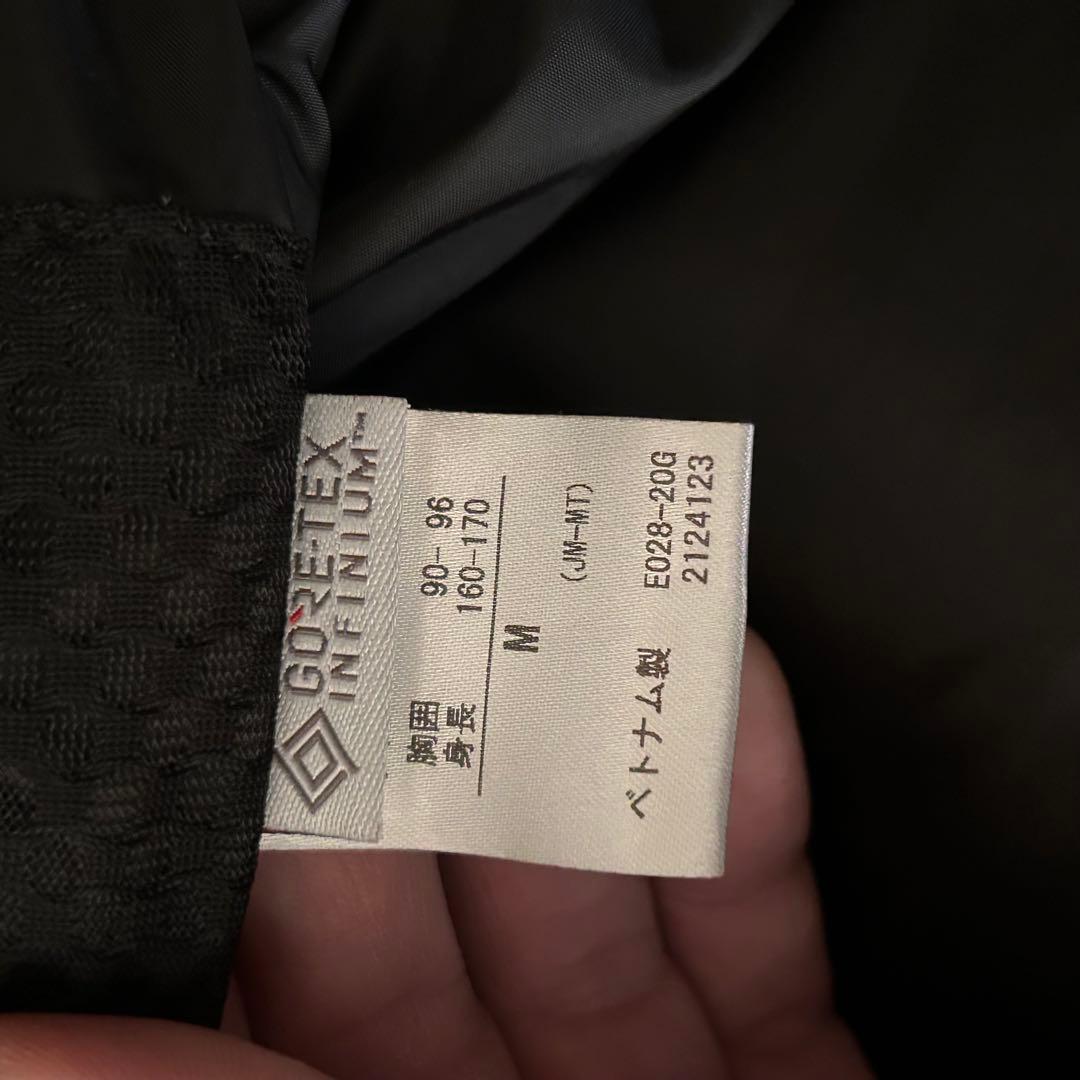 GORE-TEX
INFINIUM™
胸囲 90- 96
身長 160-170
M
(JM-MT)
ベトナム製 E028-20G
2124123